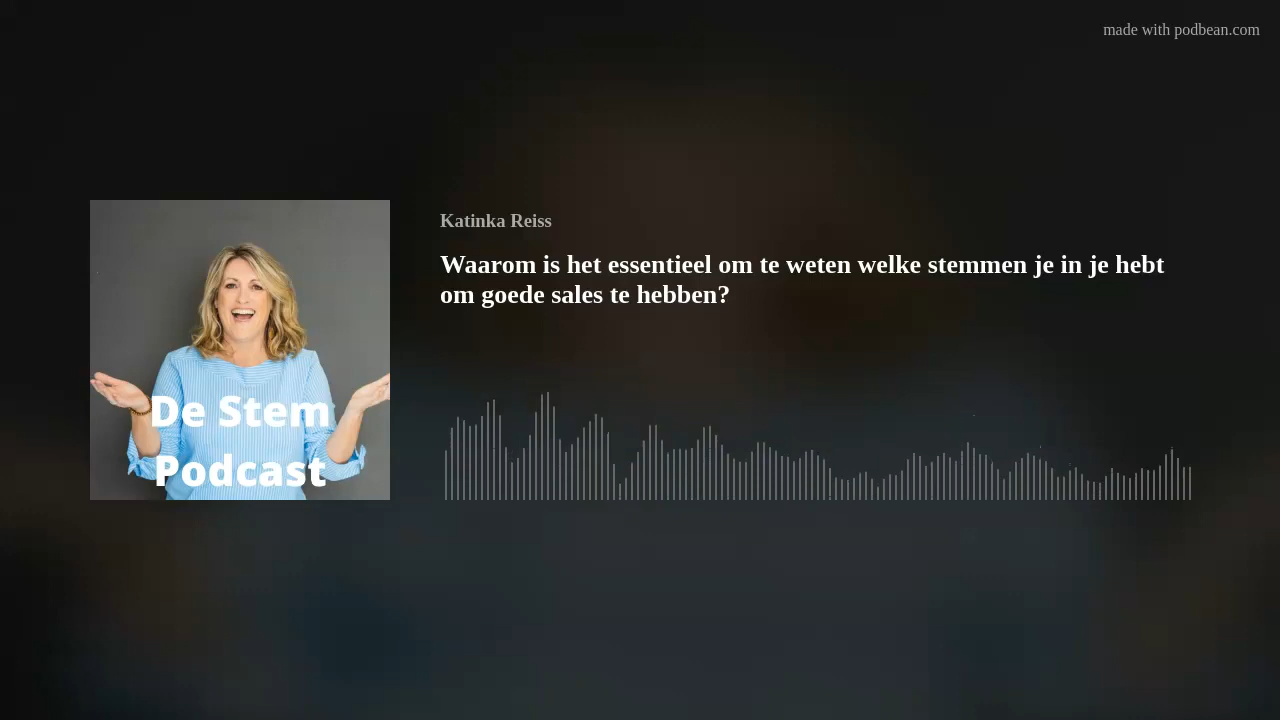 made with podbean.com
Katinka Reiss
Waarom is het essentieel om te weten welke stemmen je in je hebt
om goede sales te hebben?
De Stem
Podcast